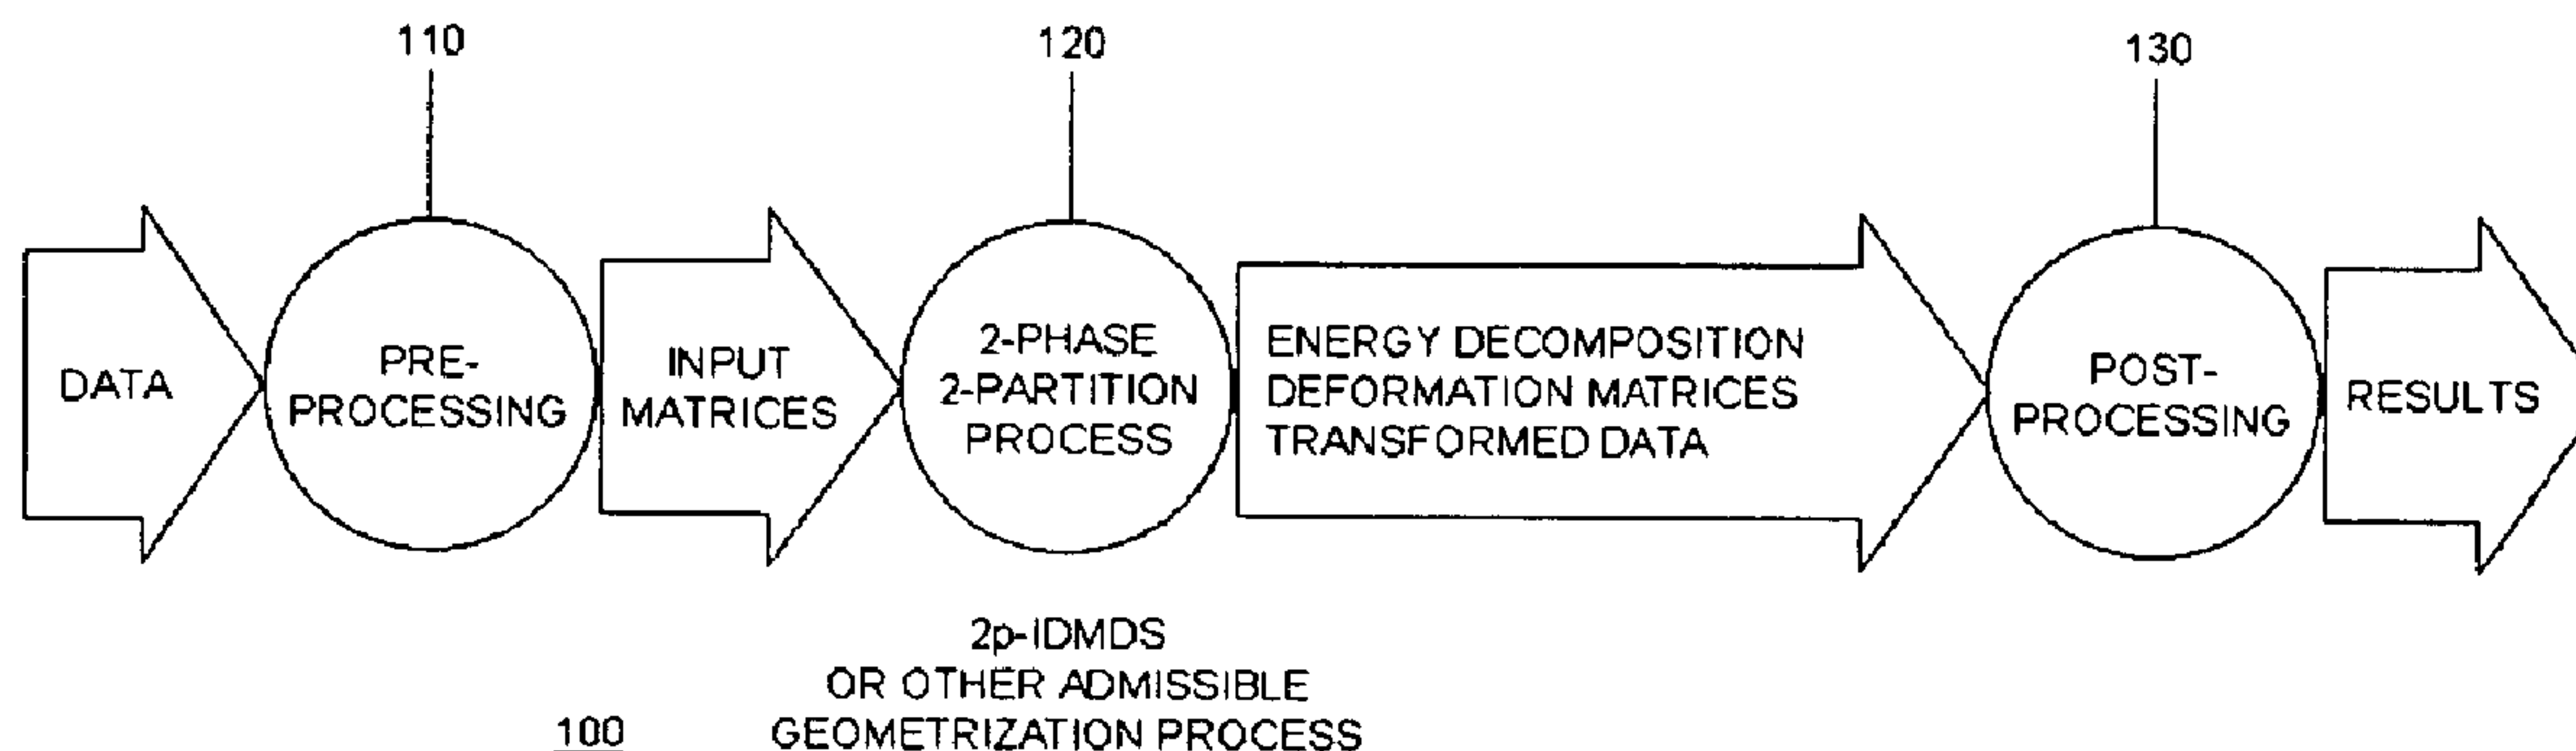 110
120
130
DATA
PRE-
PROCESSING
INPUT
MATRICES
2-PHASE
2-PARTITION
PROCESS
ENERGY DECOMPOSITION
DEFORMATION MATRICES
TRANSFORMED DATA
POST-
PROCESSING
RESULTS
2p-IDMDS
OR OTHER ADMISSIBLE
GEOMETRIZATION PROCESS
100